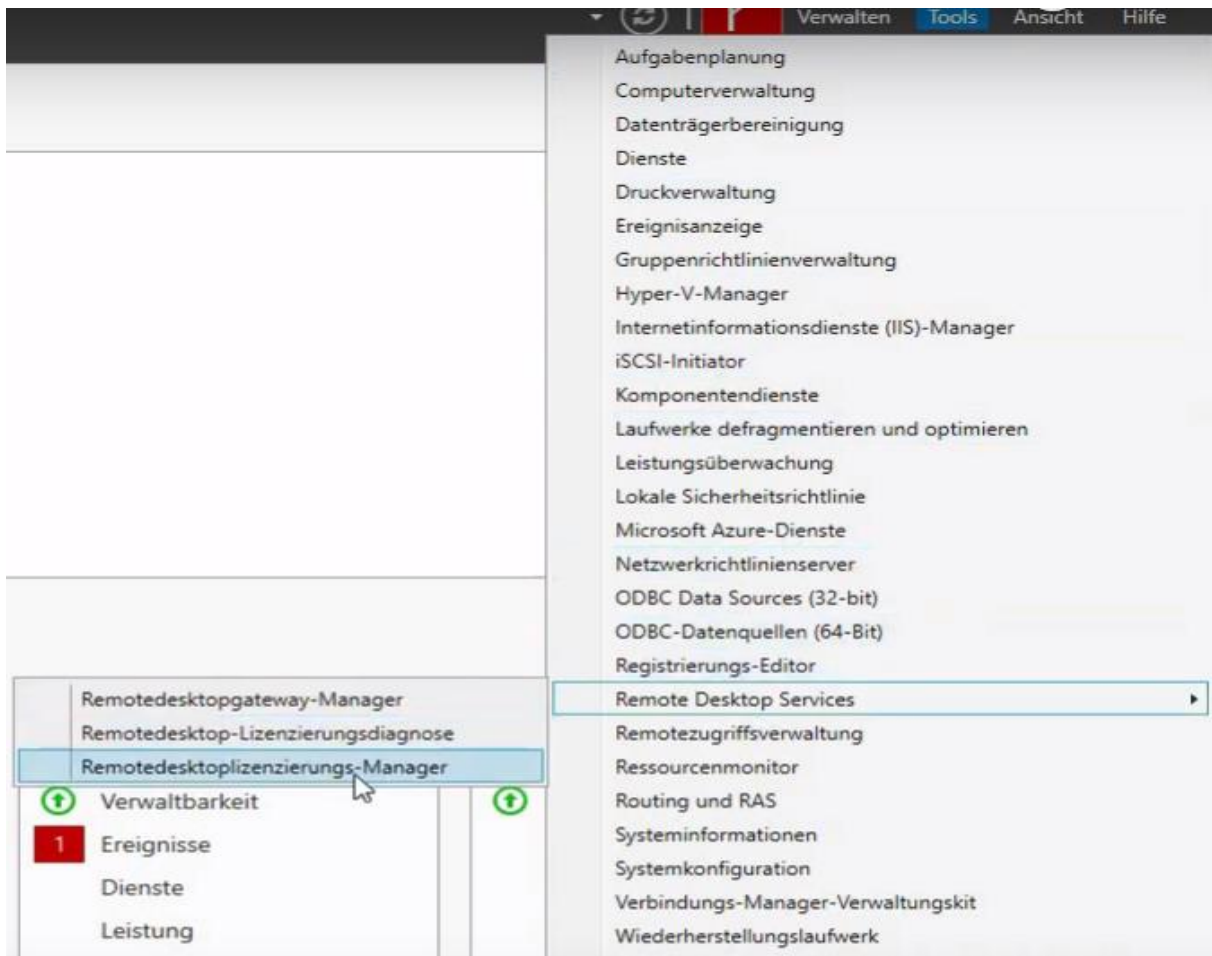 Verwalten Tools Ansicht Hilfe
Aufgabenplanung
Computerverwaltung
Datenträgerbereinigung
Dienste
Druckverwaltung
Ereignisanzeige
Gruppenrichtlinienverwaltung
Hyper-V-Manager
Internetinformationsdienste (IIS)-Manager
iSCSI-Initiator
Komponentendienste
Laufwerke defragmentieren und optimieren
Leistungsüberwachung
Lokale Sicherheitsrichtlinie
Microsoft Azure-Dienste
Netzwerkrichtlinienserver
ODBC Data Sources (32-bit)
ODBC-Datenquellen (64-Bit)
Registrierungs-Editor
Remote Desktop Services
Remotezugriffsverwaltung
Ressourcenmonitor
Routing und RAS
Systeminformationen
Systemkonfiguration
Verbindungs-Manager-Verwaltungskit
Wiederherstellungslaufwerk
Remotedesktopgateway-Manager
Remotedesktop-Lizenzierungsdiagnose
Remotedesktoplizenzierungs-Manager
Verwaltbarkeit
1 Ereignisse
Dienste
Leistung